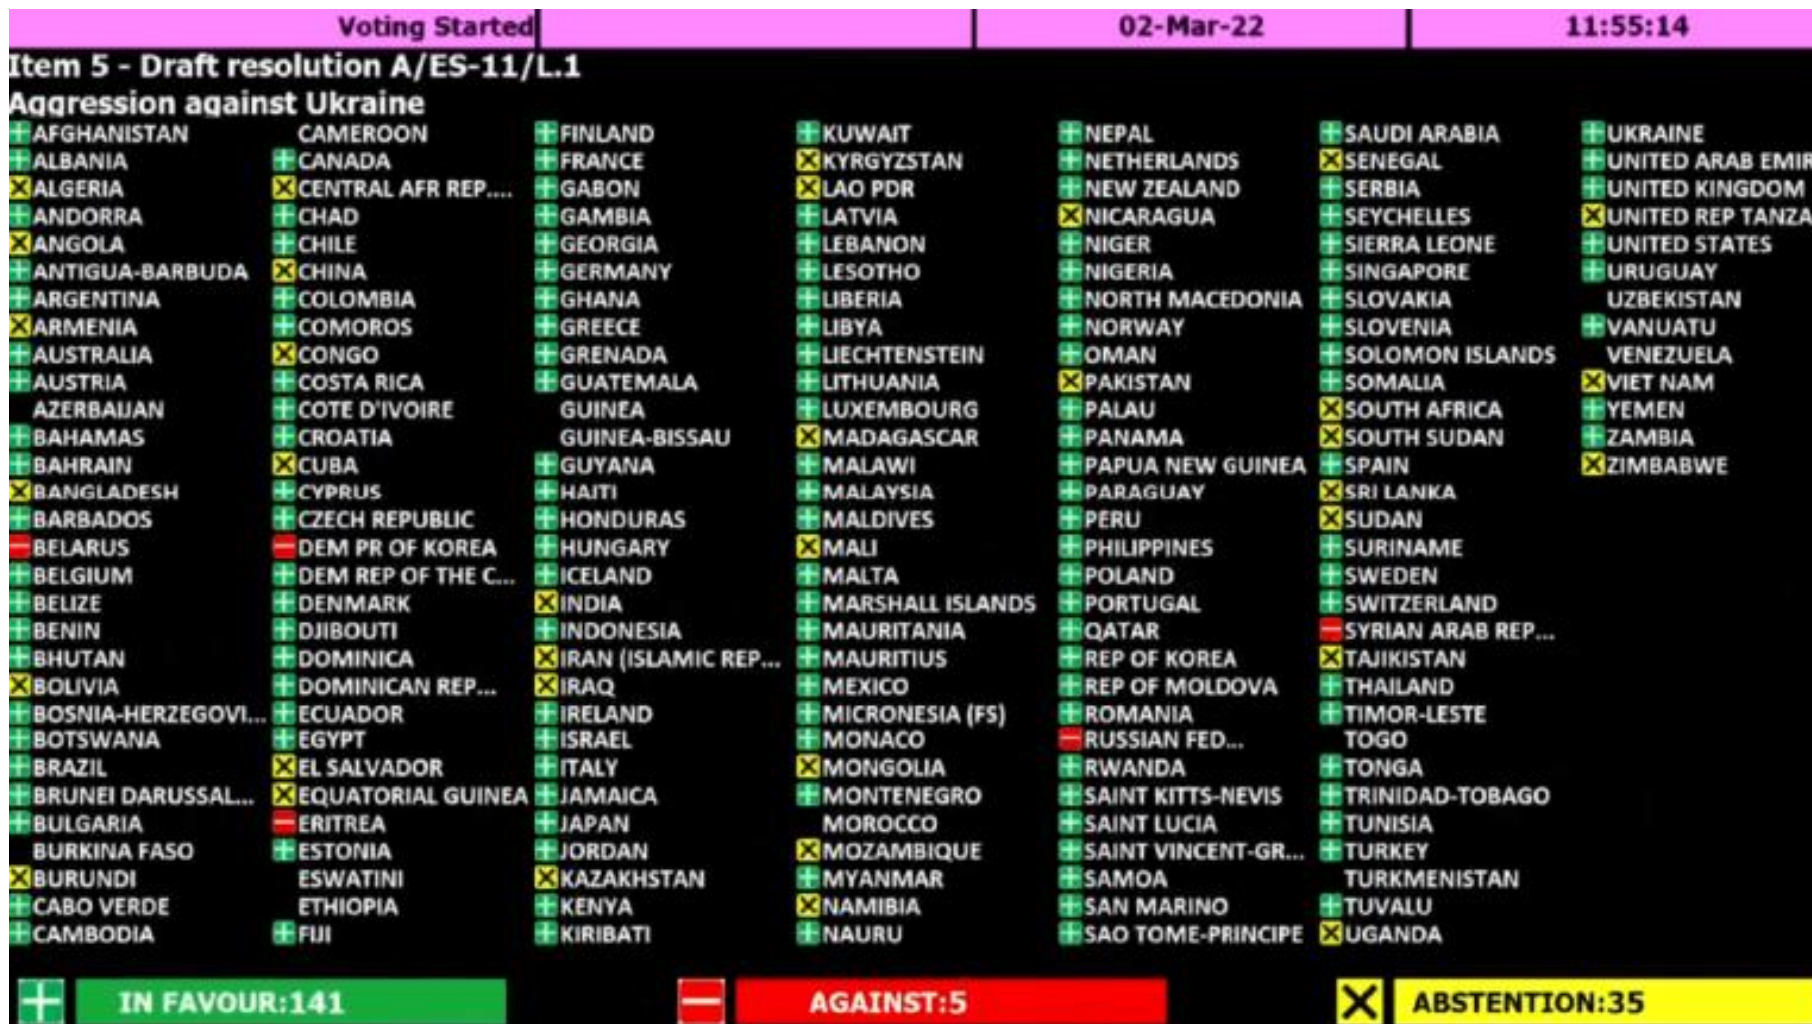 Voting Started 02-Mar-22 11:55:14
Item 5 - Draft resolution A/ES-11/L.1
Aggression against Ukraine
AFGHANISTAN
ALBANIA
ALGERIA
ANDORRA
ANGOLA
ANTIGUA-BARBUDA
ARGENTINA
ARMENIA
AUSTRALIA
AUSTRIA
AZERBAIJAN
BAHAMAS
BAHRAIN
BANGLADESH
BARBADOS
BELARUS
BELGIUM
BELIZE
BENIN
BHUTAN
BOLIVIA
BOSNIA-HERZEGOVI...
BOTSWANA
BRAZIL
BRUNEI DARUSSAL...
BULGARIA
BURKINA FASO
BURUNDI
CABO VERDE
CAMBODIA
CAMEROON
CANADA
CENTRAL AFR REP....
CHAD
CHILE
CHINA
COLOMBIA
COMOROS
CONGO
COSTA RICA
COTE D'IVOIRE
CROATIA
CUBA
CYPRUS
CZECH REPUBLIC
DEM PR OF KOREA
DEM REP OF THE C...
DENMARK
DJIBOUTI
DOMINICA
DOMINICAN REP...
ECUADOR
EGYPT
EL SALVADOR
EQUATORIAL GUINEA
ERITREA
ESTONIA
ESWATINI
ETHIOPIA
FIJI
FINLAND
FRANCE
GABON
GAMBIA
GEORGIA
GERMANY
GHANA
GREECE
GRENADA
GUATEMALA
GUINEA
GUINEA-BISSAU
GUYANA
HAITI
HONDURAS
HUNGARY
ICELAND
INDIA
INDONESIA
IRAN (ISLAMIC REP...
IRAQ
IRELAND
ISRAEL
ITALY
JAMAICA
JAPAN
JORDAN
KAZAKHSTAN
KENYA
KIRIBATI
KUWAIT
KYRGYZSTAN
LAO PDR
LATVIA
LEBANON
LESOTHO
LIBERIA
LIBYA
LIECHTENSTEIN
LITHUANIA
LUXEMBOURG
MADAGASCAR
MALAWI
MALAYSIA
MALDIVES
MALI
MALTA
MARSHALL ISLANDS
MAURITANIA
MAURITIUS
MEXICO
MICRONESIA (FS)
MONACO
MONGOLIA
MONTENEGRO
MOROCCO
MOZAMBIQUE
MYANMAR
NAMIBIA
NAURU
NEPAL
NETHERLANDS
NEW ZEALAND
NICARAGUA
NIGER
NIGERIA
NORTH MACEDONIA
NORWAY
OMAN
PAKISTAN
PALAU
PANAMA
PAPUA NEW GUINEA
PARAGUAY
PERU
PHILIPPINES
POLAND
PORTUGAL
QATAR
REP OF KOREA
REP OF MOLDOVA
ROMANIA
RUSSIAN FED...
RWANDA
SAINT KITTS-NEVIS
SAINT LUCIA
SAINT VINCENT-GR...
SAMOA
SAN MARINO
SAO TOME-PRINCIPE
SAUDI ARABIA
SENEGAL
SERBIA
SEYCHELLES
SIERRA LEONE
SINGAPORE
SLOVAKIA
SLOVENIA
SOLOMON ISLANDS
SOMALIA
SOUTH AFRICA
SOUTH SUDAN
SPAIN
SRI LANKA
SUDAN
SURINAME
SWEDEN
SWITZERLAND
SYRIAN ARAB REP...
TAJIKISTAN
THAILAND
TIMOR-LESTE
TOGO
TONGA
TRINIDAD-TOBAGO
TUNISIA
TURKEY
TURKMENISTAN
TUVALU
UGANDA
UKRAINE
UNITED ARAB EMIR
UNITED KINGDOM
UNITED REP TANZA
UNITED STATES
URUGUAY
UZBEKISTAN
VANUATU
VENEZUELA
VIET NAM
YEMEN
ZAMBIA
ZIMBABWE
IN FAVOUR:141 AGAINST:5 ABSTENTION:35